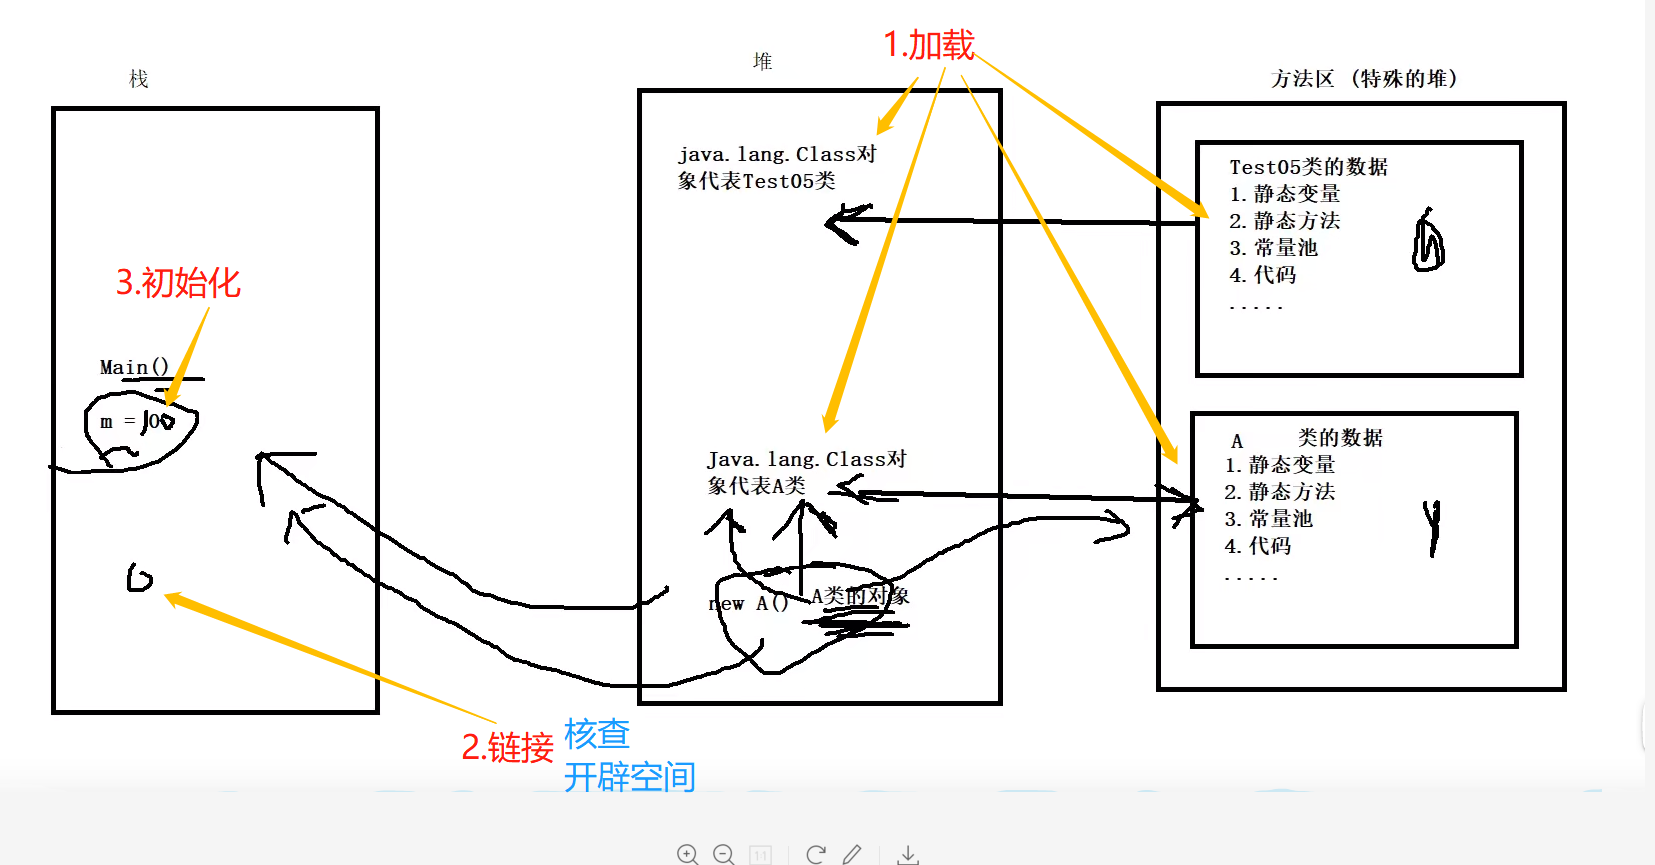 栈
堆
1.加载
方法区 (特殊的堆)
java.lang.Class对
象代表Test05类
Test05类的数据
1. 静态变量
2. 静态方法
3. 常量池
4. 代码
.....
3.初始化
Main()
m = 100
Java.lang.Class对
象代表A类
A 类的数据
1. 静态变量
2. 静态方法
3. 常量池
4. 代码
.....
new A() A类的对象
2.链接 核查
开辟空间
1:1